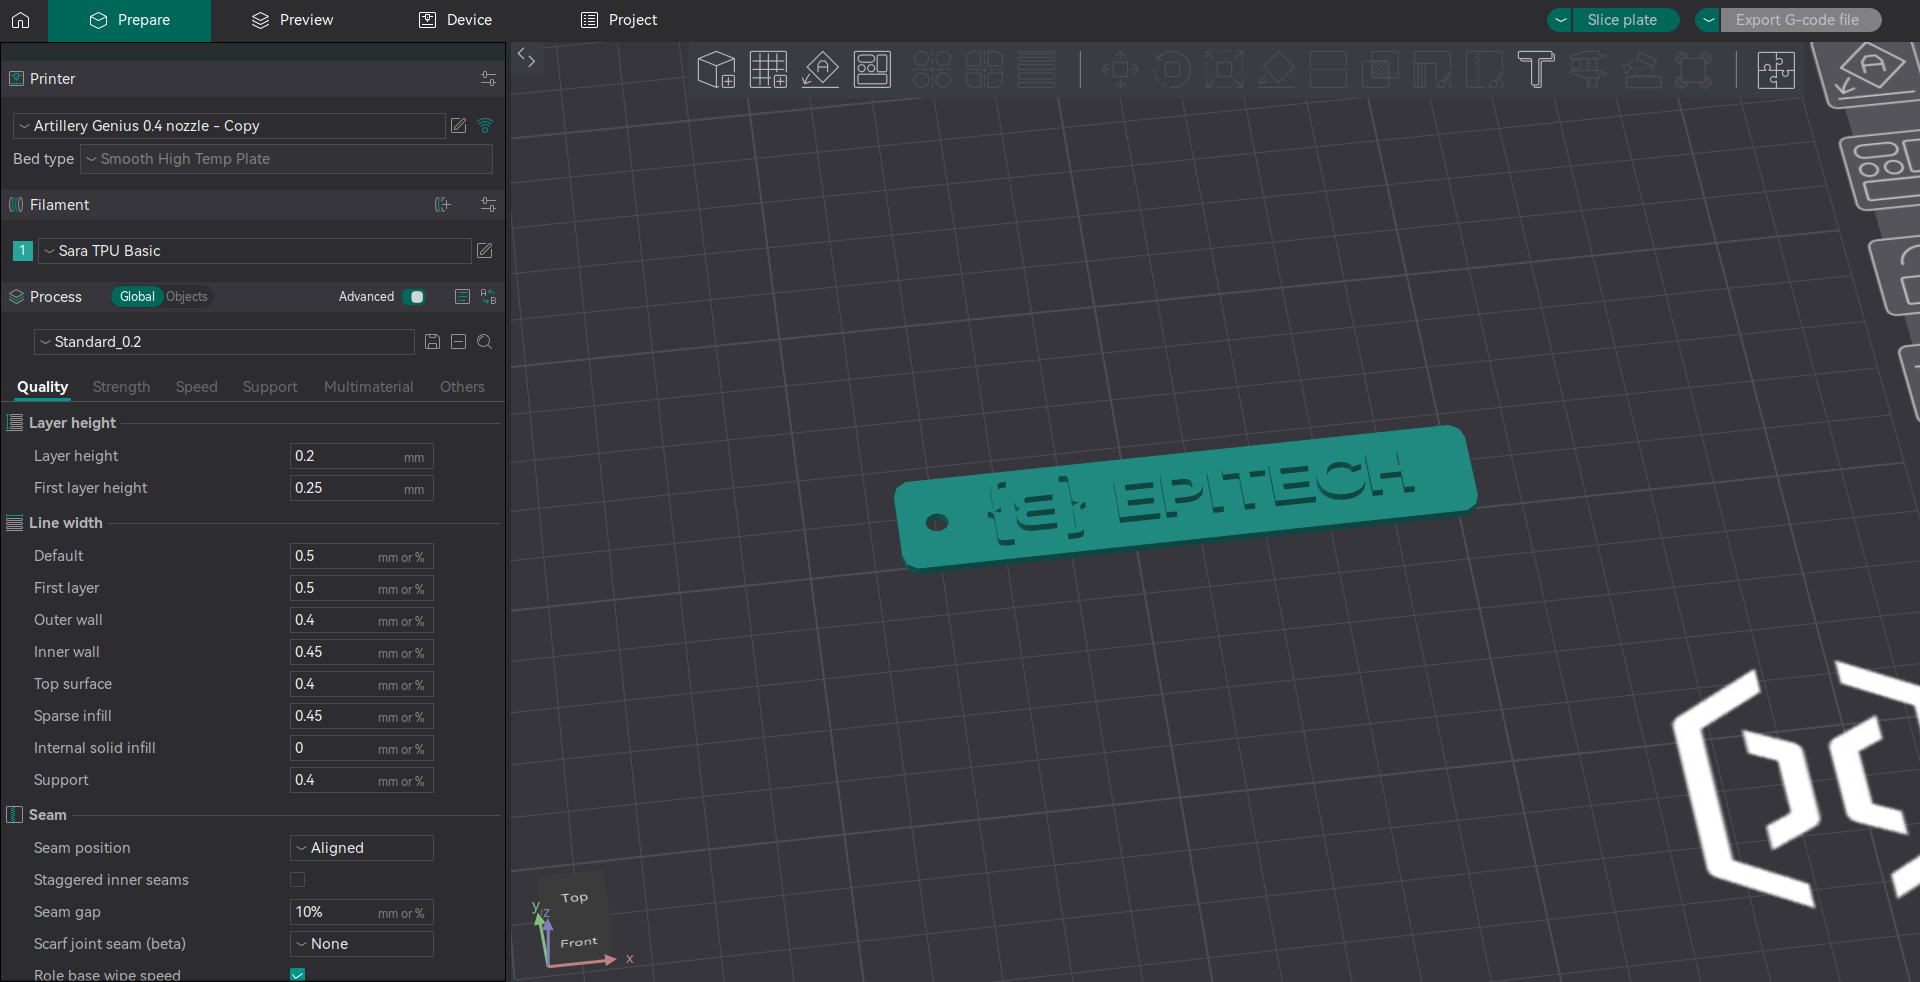 Prepare
Preview
Device
Project
Slice plate
Export G-code file
Printer
Artillery Genius 0.4 nozzle - Copy
Bed type
Smooth High Temp Plate
Filament
1
Sara TPU Basic
Process
Global
Objects
Advanced
Standard_0.2
Quality
Strength
Speed
Support
Multimaterial
Others
Layer height
Layer height 0.2 mm
First layer height 0.25 mm
Line width
Default 0.5 mm or %
First layer 0.5 mm or %
Outer wall 0.4 mm or %
Inner wall 0.45 mm or %
Top surface 0.4 mm or %
Sparse infill 0.45 mm or %
Internal solid infill 0 mm or %
Support 0.4 mm or %
Seam
Seam position Aligned
Staggered inner seams
Seam gap 10% mm or %
Scarf joint seam (beta) None
Role base wipe speed
{E} EPITECH
Top
Front
y
z
x